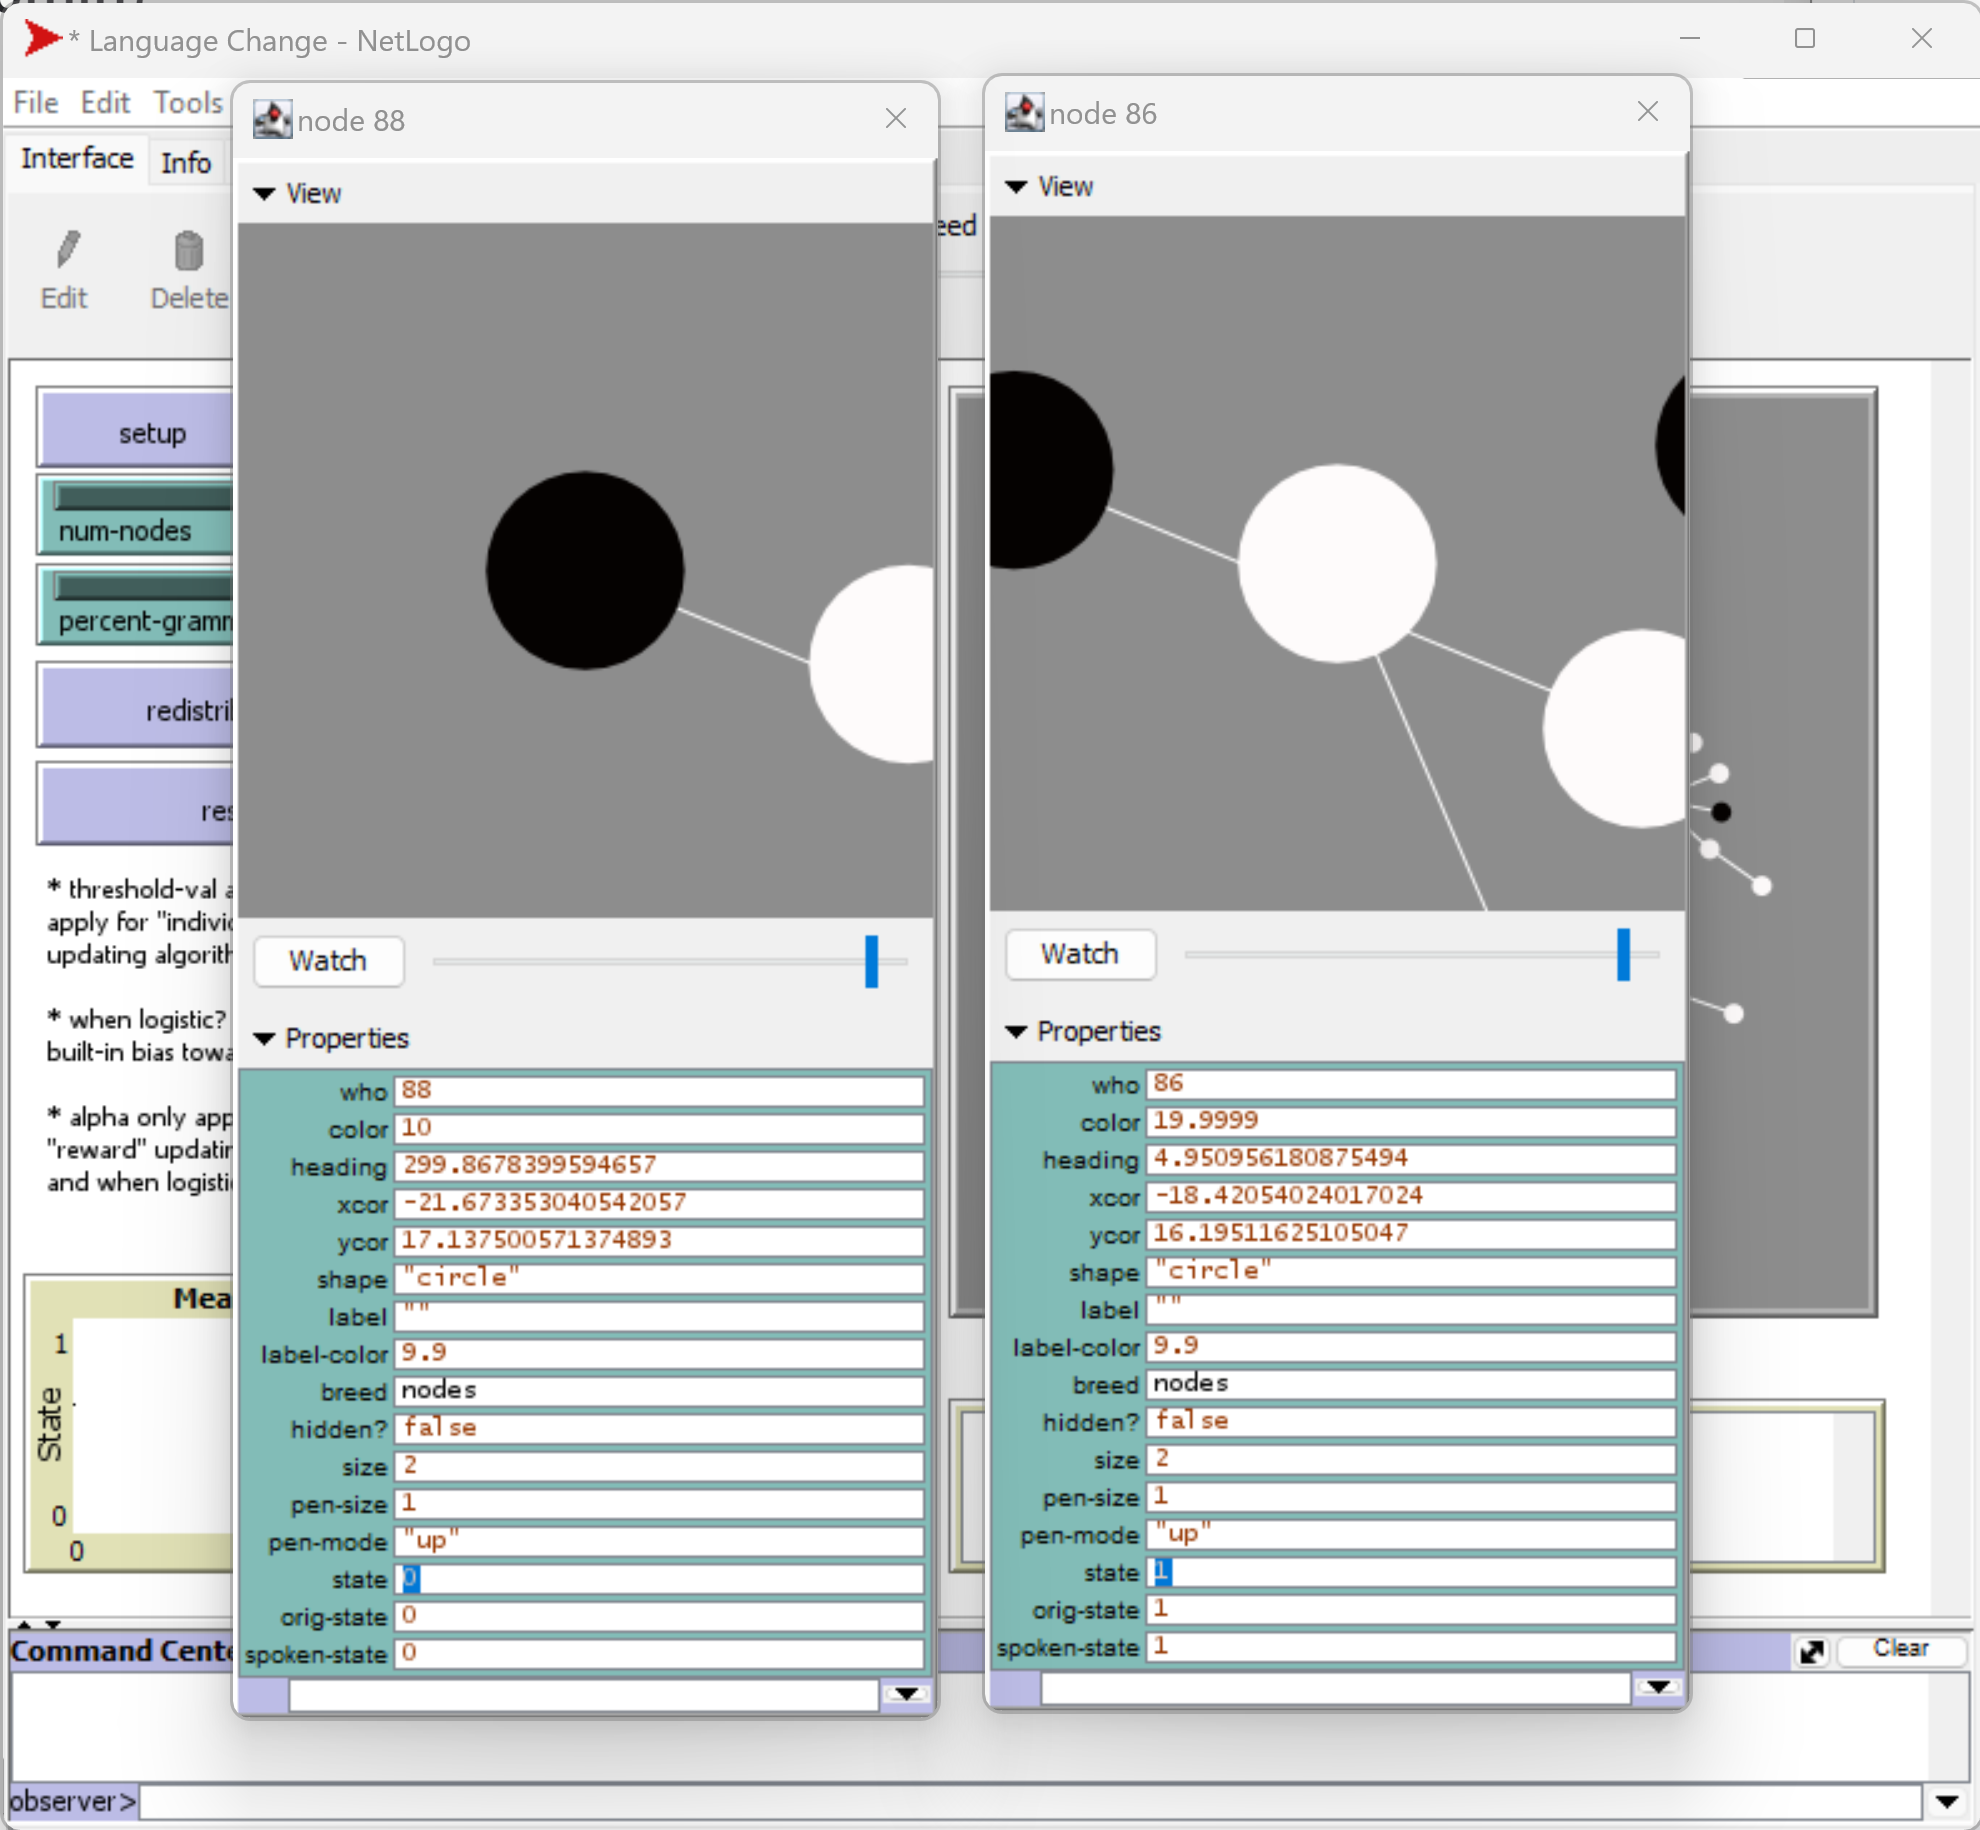 * Language Change - NetLogo
File Edit Tools
Interface Info
Edit Delete
eed
setup
num-nodes
percent-gramm
redistril
res
* threshold-val a
apply for "individ
updating algorith
* when logistic?
built-in bias towa
* alpha only app
"reward" updatin
and when logistic
Mea
1
State
0
0
Command Cente
Clear
observer>
node 88
View
Watch
Properties
who 88
color 10
heading 299.8678399594657
xcor -21.673353040542057
ycor 17.137500571374893
shape "circle"
label ""
label-color 9.9
breed nodes
hidden? false
size 2
pen-size 1
pen-mode "up"
state 0
orig-state 0
spoken-state 0
node 86
View
Watch
Properties
who 86
color 19.9999
heading 4.950956180875494
xcor -18.42054024017024
ycor 16.19511625105047
shape "circle"
label ""
label-color 9.9
breed nodes
hidden? false
size 2
pen-size 1
pen-mode "up"
state 1
orig-state 1
spoken-state 1